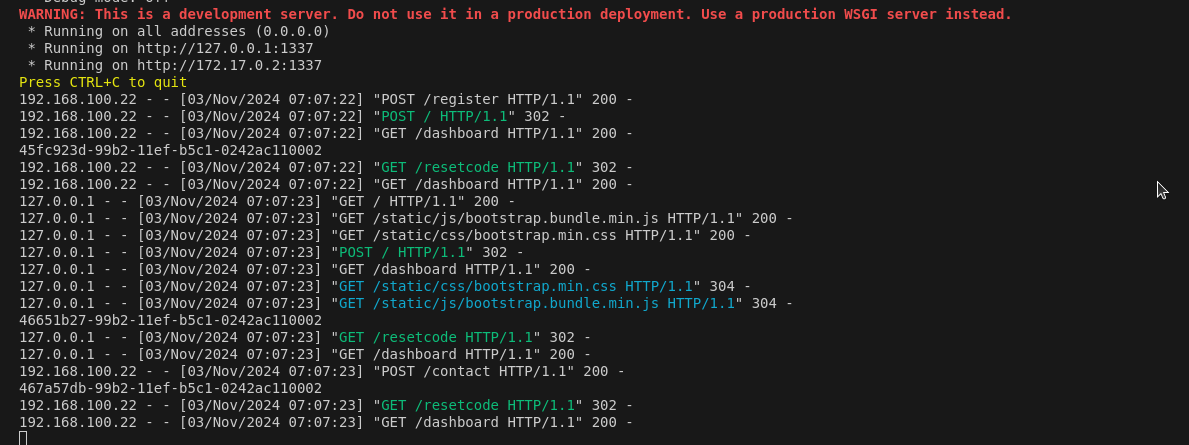 WARNING: This is a development server. Do not use it in a production deployment. Use a production WSGI server instead.
 * Running on all addresses (0.0.0.0)
 * Running on http://127.0.0.1:1337
 * Running on http://172.17.0.2:1337
Press CTRL+C to quit
192.168.100.22 - - [03/Nov/2024 07:07:22] "POST /register HTTP/1.1" 200 -
192.168.100.22 - - [03/Nov/2024 07:07:22] "POST / HTTP/1.1" 302 -
192.168.100.22 - - [03/Nov/2024 07:07:22] "GET /dashboard HTTP/1.1" 200 -
45fc923d-99b2-11ef-b5c1-0242ac110002
192.168.100.22 - - [03/Nov/2024 07:07:22] "GET /resetcode HTTP/1.1" 302 -
192.168.100.22 - - [03/Nov/2024 07:07:22] "GET /dashboard HTTP/1.1" 200 -
127.0.0.1 - - [03/Nov/2024 07:07:23] "GET / HTTP/1.1" 200 -
127.0.0.1 - - [03/Nov/2024 07:07:23] "GET /static/js/bootstrap.bundle.min.js HTTP/1.1" 200 -
127.0.0.1 - - [03/Nov/2024 07:07:23] "GET /static/css/bootstrap.min.css HTTP/1.1" 200 -
127.0.0.1 - - [03/Nov/2024 07:07:23] "POST / HTTP/1.1" 302 -
127.0.0.1 - - [03/Nov/2024 07:07:23] "GET /dashboard HTTP/1.1" 200 -
127.0.0.1 - - [03/Nov/2024 07:07:23] "GET /static/css/bootstrap.min.css HTTP/1.1" 304 -
127.0.0.1 - - [03/Nov/2024 07:07:23] "GET /static/js/bootstrap.bundle.min.js HTTP/1.1" 304 -
46651b27-99b2-11ef-b5c1-0242ac110002
127.0.0.1 - - [03/Nov/2024 07:07:23] "GET /resetcode HTTP/1.1" 302 -
127.0.0.1 - - [03/Nov/2024 07:07:23] "GET /dashboard HTTP/1.1" 200 -
192.168.100.22 - - [03/Nov/2024 07:07:23] "POST /contact HTTP/1.1" 200 -
467a57db-99b2-11ef-b5c1-0242ac110002
192.168.100.22 - - [03/Nov/2024 07:07:23] "GET /resetcode HTTP/1.1" 302 -
192.168.100.22 - - [03/Nov/2024 07:07:23] "GET /dashboard HTTP/1.1" 200 -